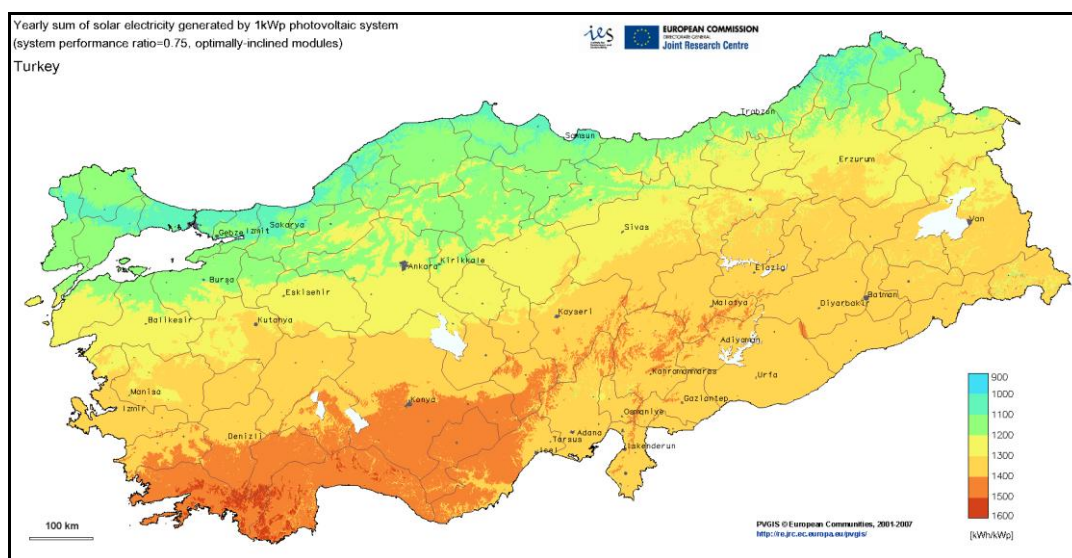 Yearly sum of solar electricity generated by 1kWp photovoltaic system
(system performance ratio=0.75, optimally-inclined modules)
Turkey
ies
EUROPEAN COMMISSION
DIRECTORATE-GENERAL
Joint Research Centre
Trabzon
Samsun
Erzurum
Sakarya
Izmit
Gebze
Van
Sivas
Ankara
Kirikkale
Elazig
Bursa
Eskisehir
Batman
Malatya
Diyarbakir
Kayseri
Balikesir
Kutahya
Adiyaman
Kahramanmaras
Urfa
Manisa
Konya
Gaziantep
Izmir
Osmaniye
Denizli
Adana
Tarsus
Icel
Iskenderun
900
1000
1100
1200
1300
1400
1500
1600
[kWh/kWp]
100 km
PVGIS © European Communities, 2001-2007
http://re.jrc.ec.europa.eu/pvgis/